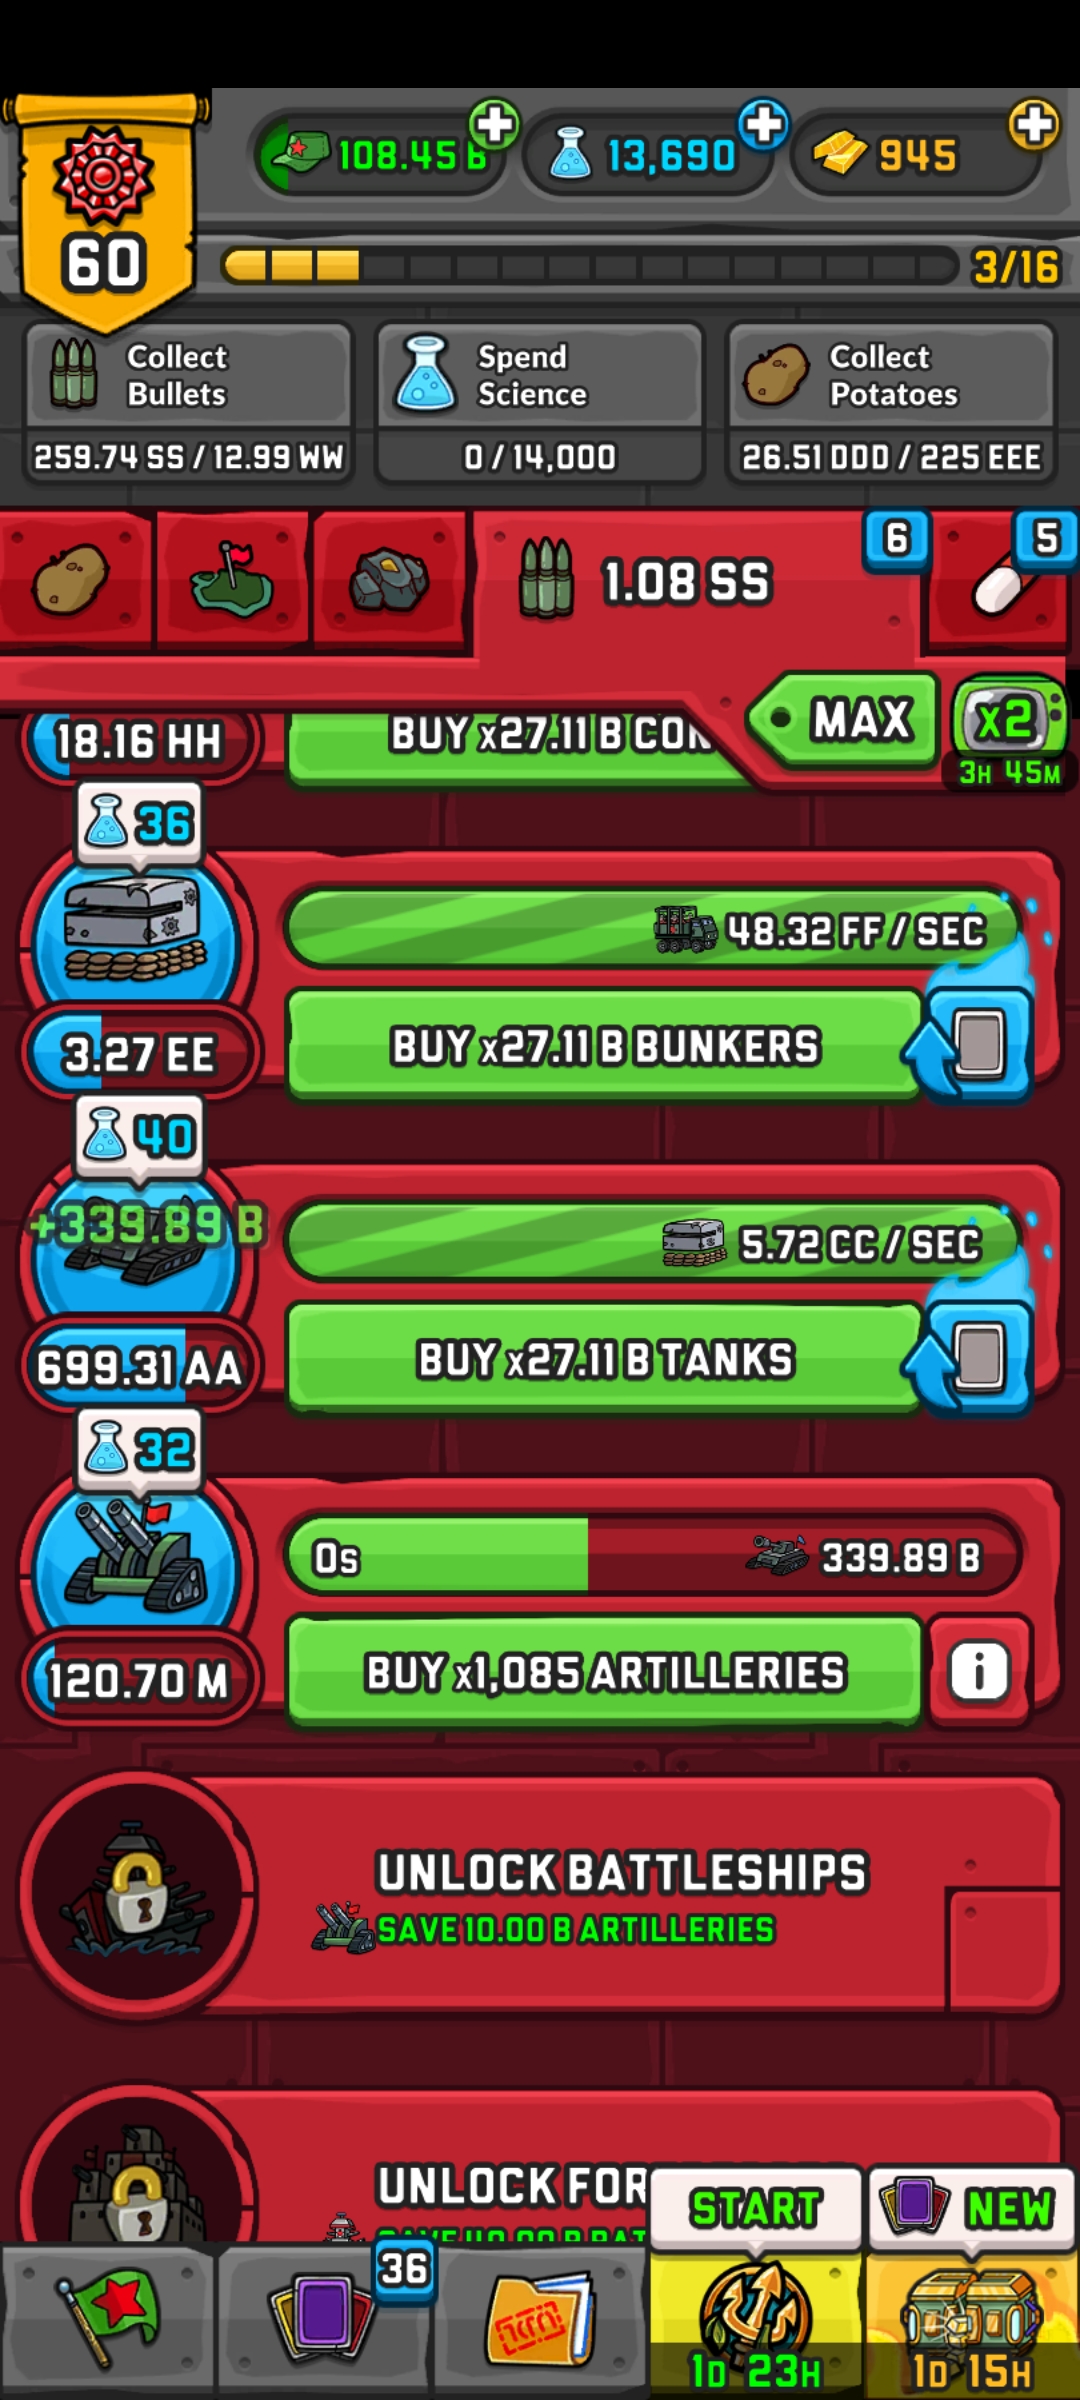 60
108.45 B
13,690
945
3/16
Collect
Bullets
259.74 SS / 12.99 WW
Spend
Science
0 / 14,000
Collect
Potatoes
26.51 DDD / 225 EEE
1.08 SS
6
5
MAX
x2
3H 45M
18.16 HH
BUY x27.11 B
36
48.32 FF / SEC
3.27 EE
BUY x27.11 B BUNKERS
40
+339.89 B
5.72 CC / SEC
699.31 AA
BUY x27.11 B TANKS
32
0s
339.89 B
120.70 M
BUY x1,085 ARTILLERIES
i
UNLOCK BATTLESHIPS
SAVE 10.00 B ARTILLERIES
UNLOCK
START
NEW
36
1D 23H
1D 15H